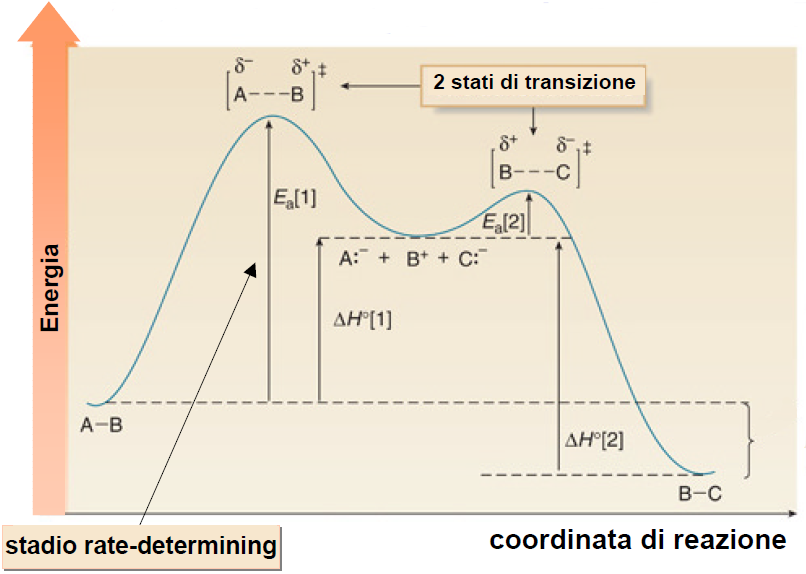 Energia
[A---B]‡
δ− δ+
2 stati di transizione
δ+ δ−
[B---C]‡
Eₐ[1]
Eₐ[2]
A:⁻ + B⁺ + C:⁻
ΔH°[1]
A−B
ΔH°[2]
B−C
stadio rate-determining
coordinata di reazione